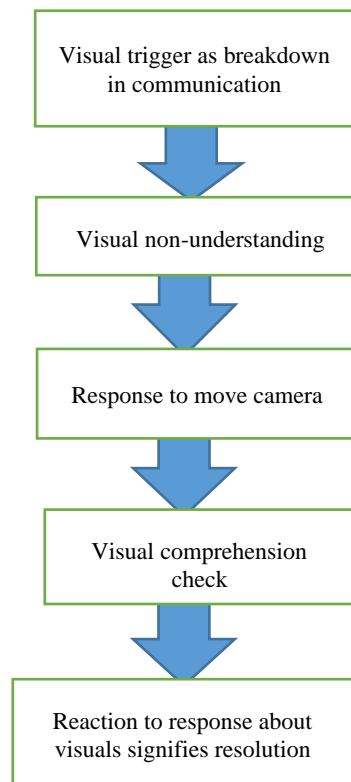 Visual trigger as breakdown
in communication
Visual non-understanding
Response to move camera
Visual comprehension
check
Reaction to response about
visuals signifies resolution